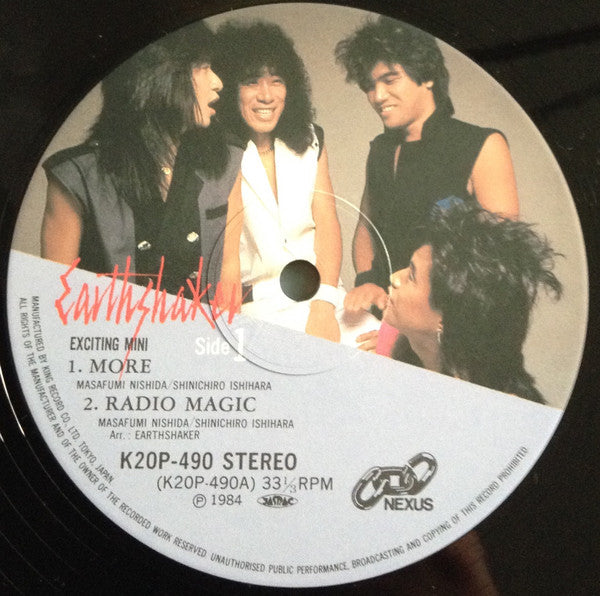 Earthshaker
EXCITING MINI
Side 1
1. MORE
MASAFUMI NISHIDA/SHINICHIRO ISHIHARA
2. RADIO MAGIC
MASAFUMI NISHIDA/SHINICHIRO ISHIHARA
Arr.: EARTHSHAKER
K20P-490 STEREO
(K20P-490A) 33⅓RPM
Ⓟ 1984 JASRAC
NEXUS
MANUFACTURED BY KING RECORD CO., LTD. TOKYO, JAPAN
ALL RIGHTS OF THE MANUFACTURER AND OF THE OWNER OF THE RECORDED WORK RESERVED. UNAUTHORISED PUBLIC PERFORMANCE, BROADCASTING AND COPYING OF THIS RECORD PROHIBITED.